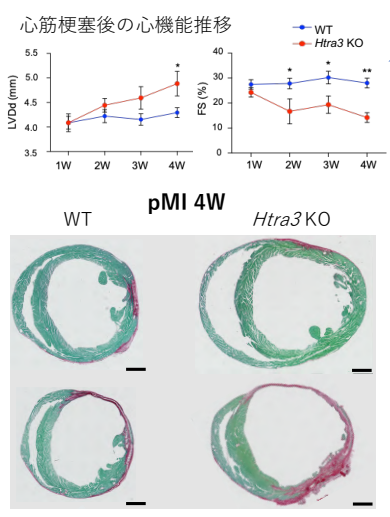 心筋梗塞後の心機能推移
WT
Htra3 KO
LVDd (mm)
5.5
5.0
4.5
4.0
3.5
*
1W 2W 3W 4W
FS (%)
40
30
20
10
0
* * **
1W 2W 3W 4W
pMI 4W
WT Htra3 KO